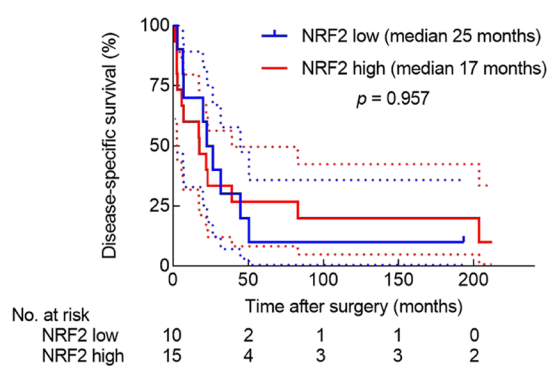 Disease-specific survival (%)
100
75
50
25
0
NRF2 low (median 25 months)
NRF2 high (median 17 months)
p = 0.957
0 50 100 150 200
Time after surgery (months)
No. at risk
NRF2 low 10 2 1 1 0
NRF2 high 15 4 3 3 2